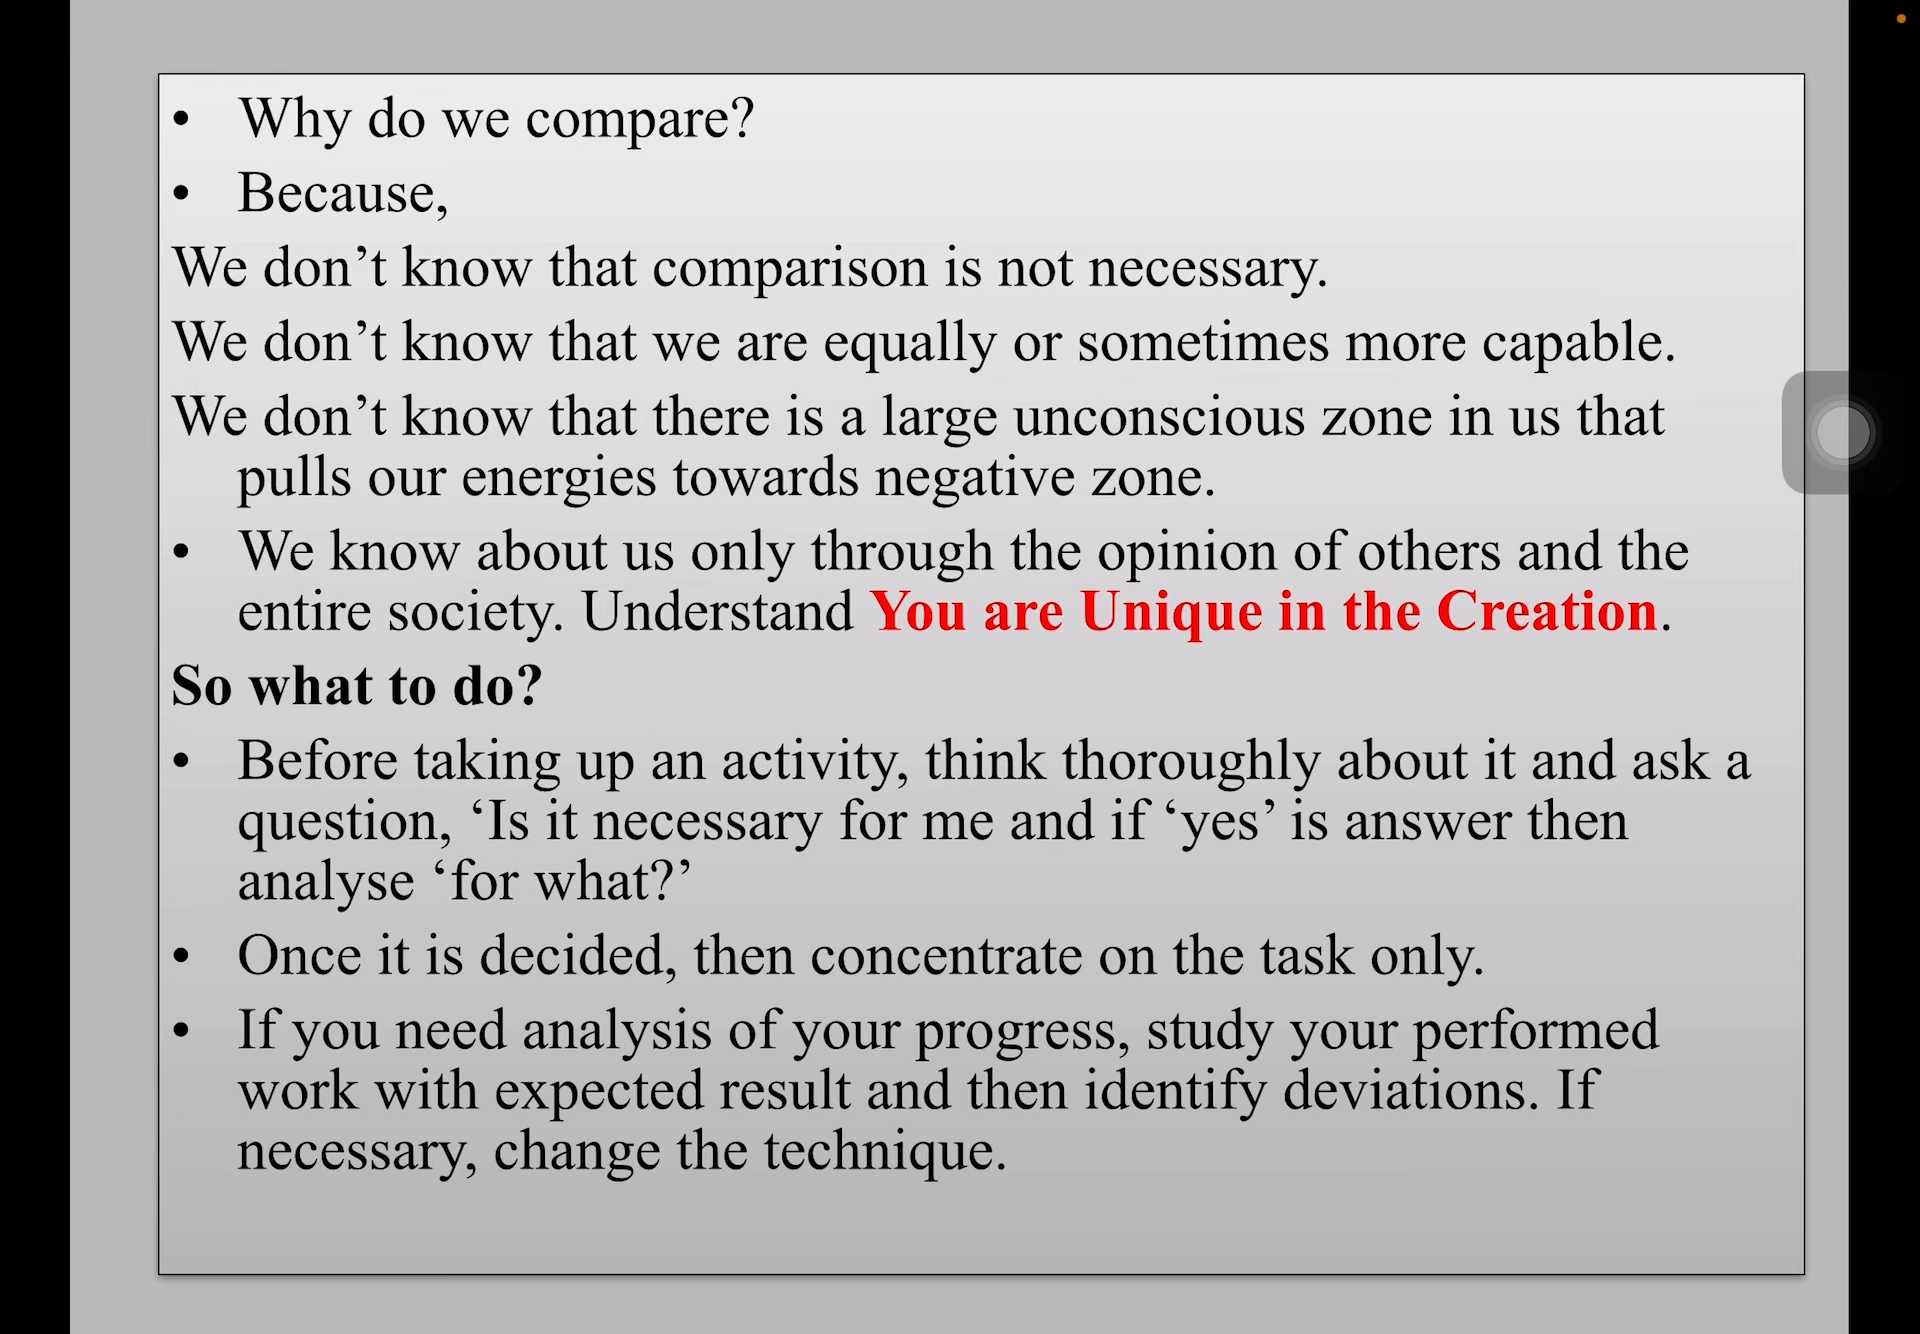 • Why do we compare?
• Because,
We don’t know that comparison is not necessary.
We don’t know that we are equally or sometimes more capable.
We don’t know that there is a large unconscious zone in us that
pulls our energies towards negative zone.
• We know about us only through the opinion of others and the
entire society. Understand You are Unique in the Creation.
So what to do?
• Before taking up an activity, think thoroughly about it and ask a
question, ‘Is it necessary for me and if ‘yes’ is answer then
analyse ‘for what?’
• Once it is decided, then concentrate on the task only.
• If you need analysis of your progress, study your performed
work with expected result and then identify deviations. If
necessary, change the technique.